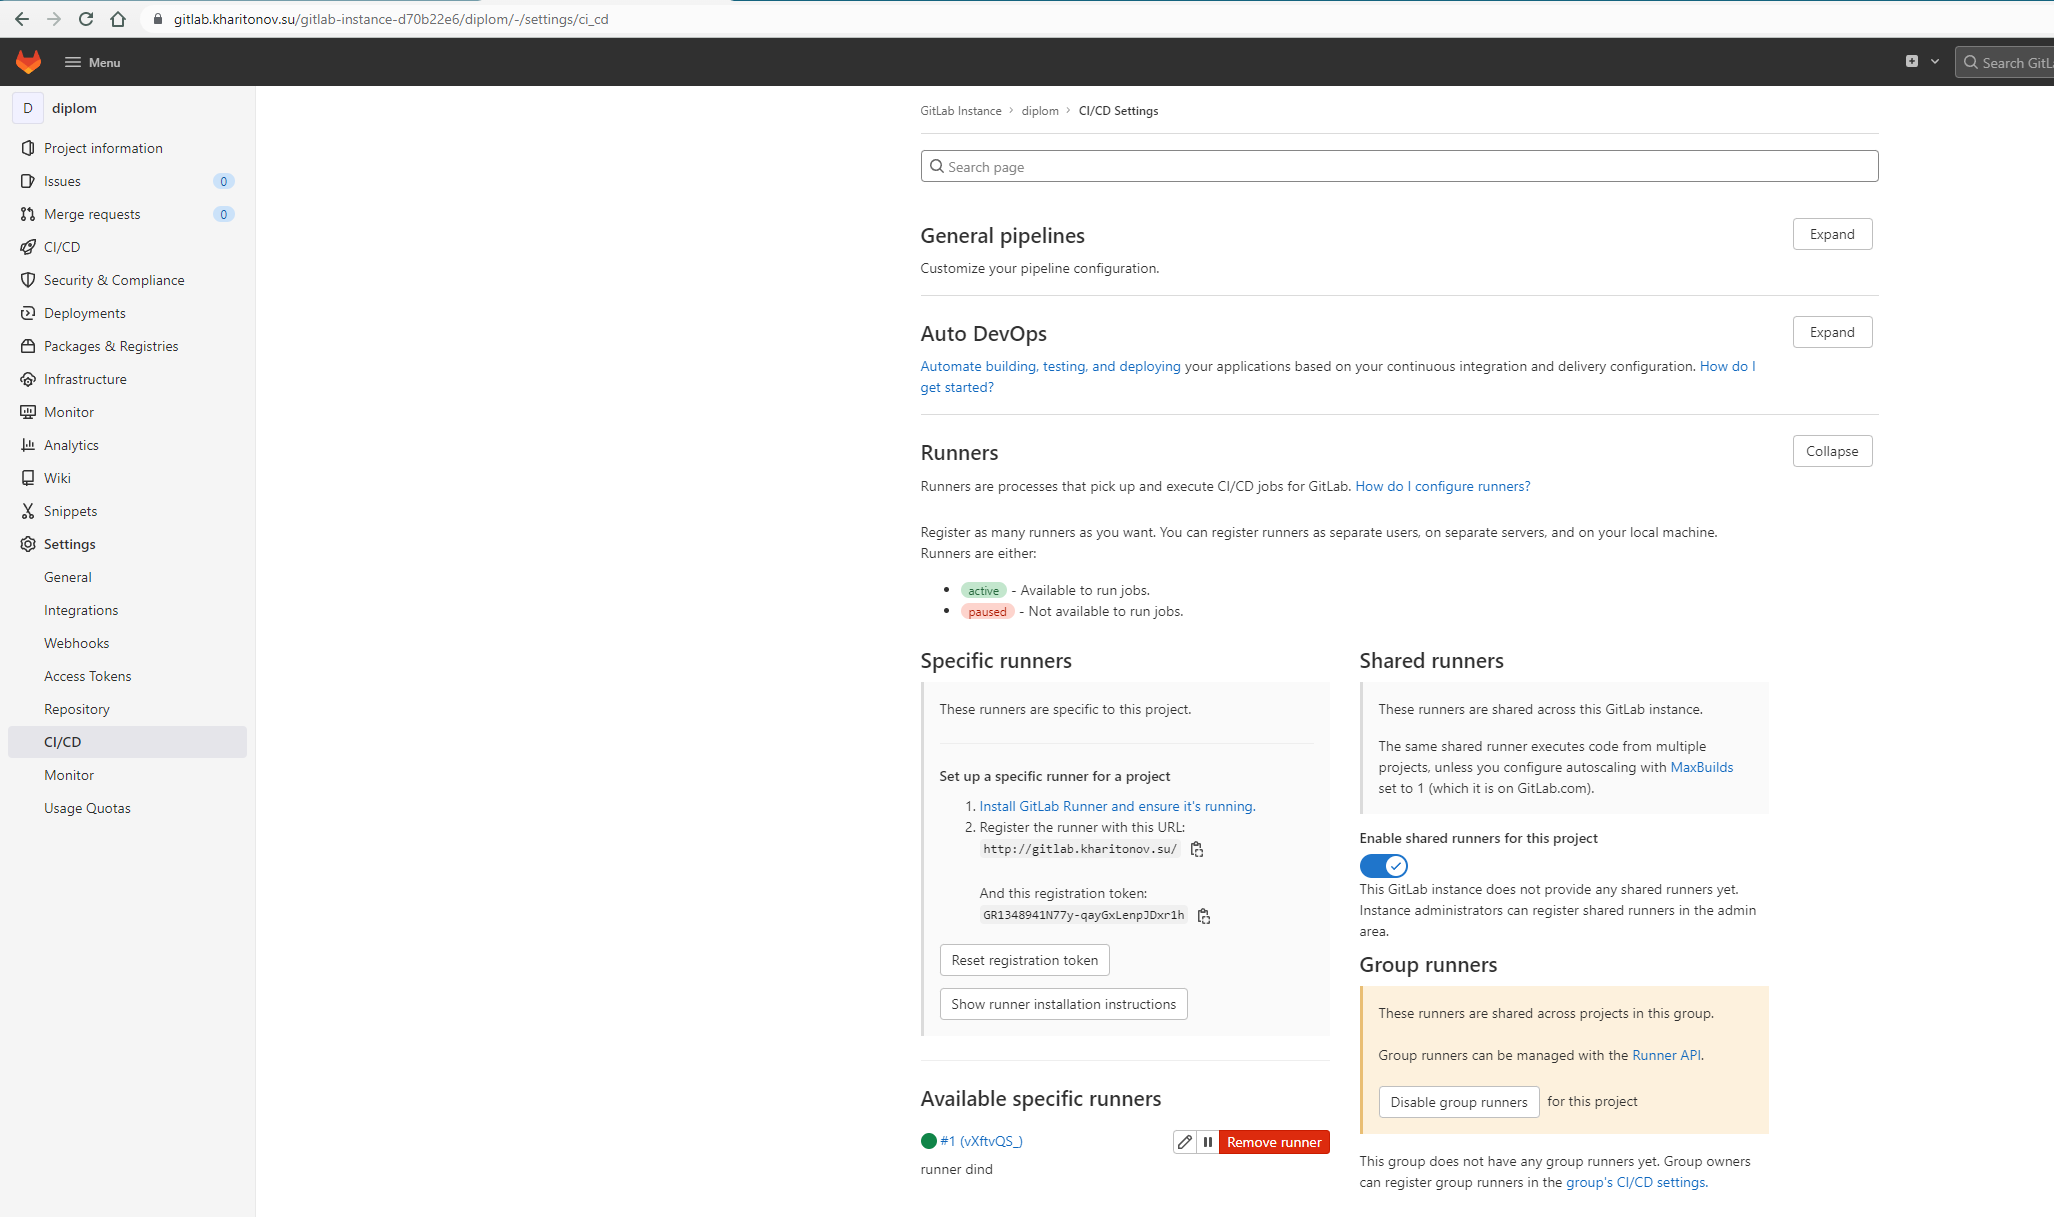 gitlab.kharitonov.su/gitlab-instance-d70b22e6/diplom/-/settings/ci_cd
Menu
Search GitLa
D diplom
Project information
Issues 0
Merge requests 0
CI/CD
Security & Compliance
Deployments
Packages & Registries
Infrastructure
Monitor
Analytics
Wiki
Snippets
Settings
General
Integrations
Webhooks
Access Tokens
Repository
CI/CD
Monitor
Usage Quotas
GitLab Instance › diplom › CI/CD Settings
Search page
General pipelines
Expand
Customize your pipeline configuration.
Auto DevOps
Expand
Automate building, testing, and deploying your applications based on your continuous integration and delivery configuration. How do I
get started?
Runners
Collapse
Runners are processes that pick up and execute CI/CD jobs for GitLab. How do I configure runners?
Register as many runners as you want. You can register runners as separate users, on separate servers, and on your local machine.
Runners are either:
• active - Available to run jobs.
• paused - Not available to run jobs.
Specific runners
These runners are specific to this project.
Set up a specific runner for a project
1. Install GitLab Runner and ensure it's running.
2. Register the runner with this URL:
http://gitlab.kharitonov.su/
And this registration token:
GR1348941N77y-qayGxLenpJDxr1h
Reset registration token
Show runner installation instructions
Available specific runners
#1 (vXftvQS_)
Remove runner
runner dind
Shared runners
These runners are shared across this GitLab instance.
The same shared runner executes code from multiple
projects, unless you configure autoscaling with MaxBuilds
set to 1 (which it is on GitLab.com).
Enable shared runners for this project
This GitLab instance does not provide any shared runners yet.
Instance administrators can register shared runners in the admin
area.
Group runners
These runners are shared across projects in this group.
Group runners can be managed with the Runner API.
Disable group runners for this project
This group does not have any group runners yet. Group owners
can register group runners in the group's CI/CD settings.